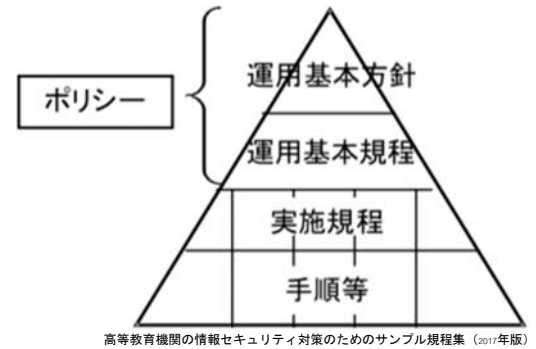 運用基本方針
ポリシー
運用基本規程
実施規程
手順等
高等教育機関の情報セキュリティ対策のためのサンプル規程集（2017年版）